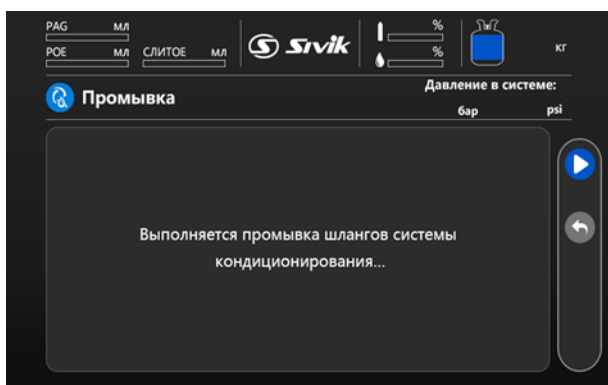 PAG мл
POE мл СЛИТОЕ мл
Sivik
%
%
кг
Промывка
Давление в системе:
бар psi
Выполняется промывка шлангов системы
кондиционирования...